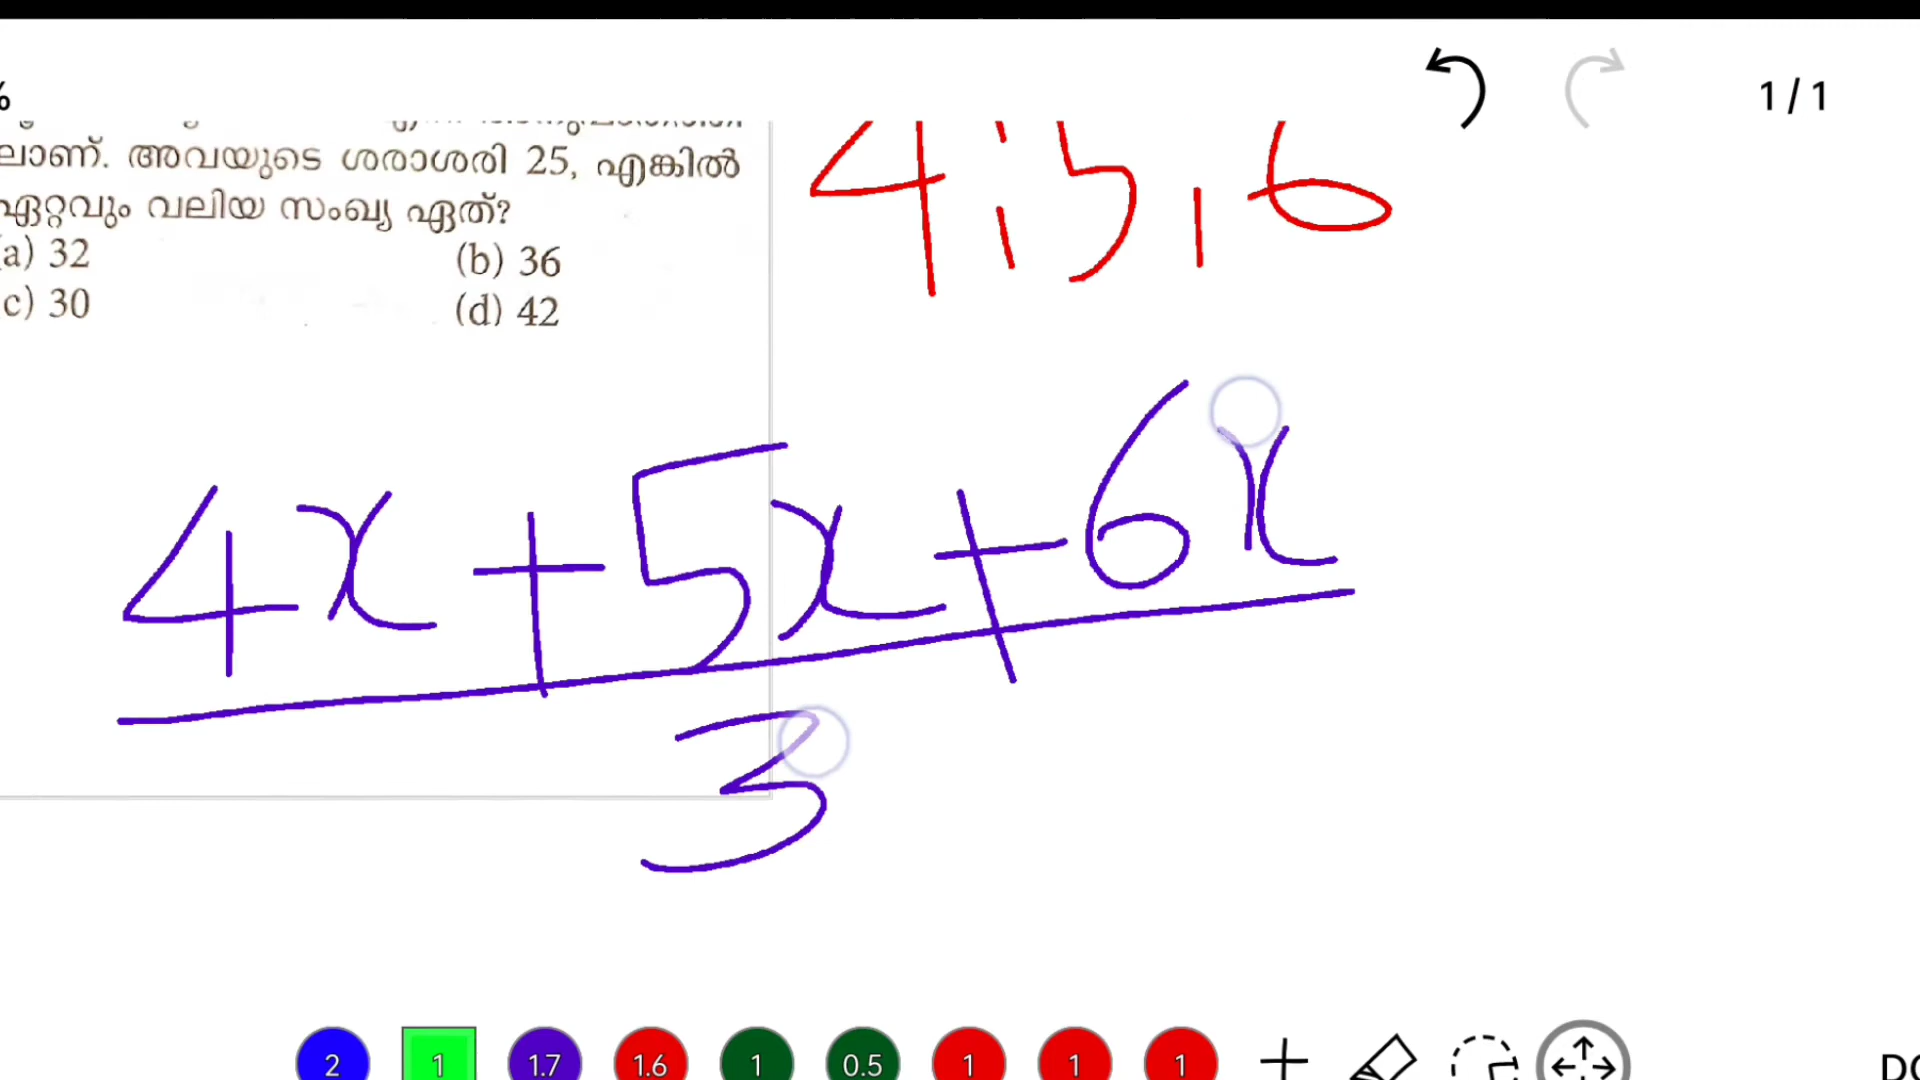 %
1 / 1
ലാണ്. അവയുടെ ശരാശരി 25, എങ്കിൽ
ഏറ്റവും വലിയ സംഖ്യ ഏത്?
a) 32 (b) 36
c) 30 (d) 42
4 : 5 : 6
4x + 5x + 6x
3
2 1 1.7 1.6 1 0.5 1 1 1